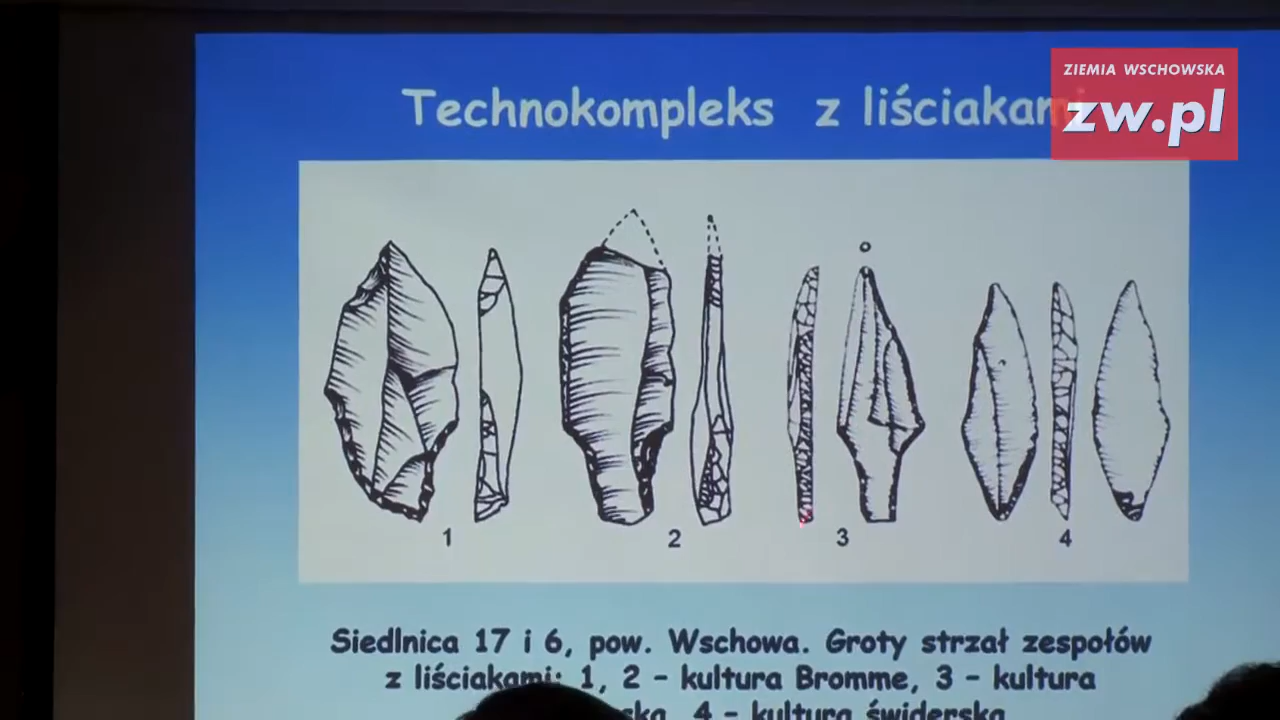 ZIEMIA WSCHOWSKA
zw.pl
Technokompleks z liściakami
1 2 3 4
Siedlnica 17 i 6, pow. Wschowa. Groty strzał zespołów
z liściakami: 1, 2 – kultura Bromme, 3 – kultura
4 – kultura świderska